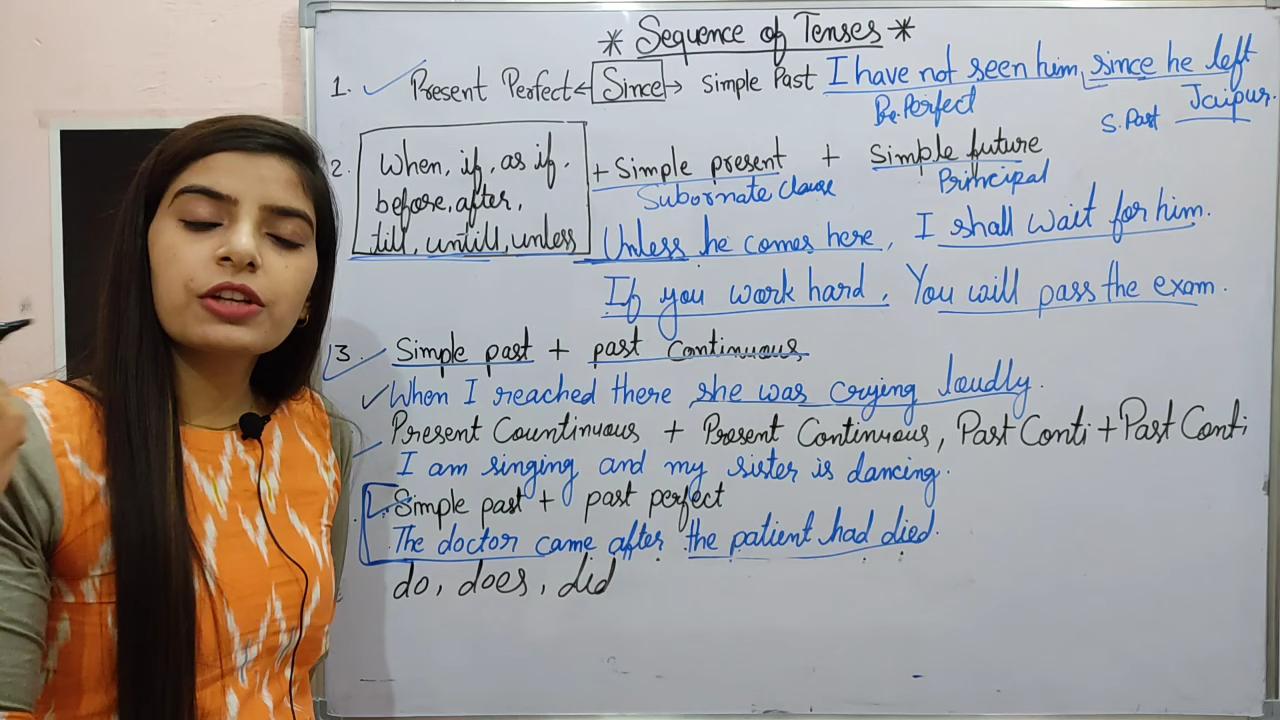 * Sequence of Tenses *
1. Present Perfect ← Since → Simple Past I have not seen him, since he left Jaipur.
Pre.Perfect S.Past
2. When, if, as if, before, after, till, untill, unless + Simple present + Simple future
Subornate clause Principal
Unless he comes here, I shall wait for him.
If you work hard, You will pass the exam.
3. Simple past + past Continuous
When I reached there she was crying loudly.
Present Countinuous + Present Continuous, Past Conti + Past Conti
I am singing and my sister is dancing.
Simple past + past perfect
The doctor came after the patient had died.
do, does, did